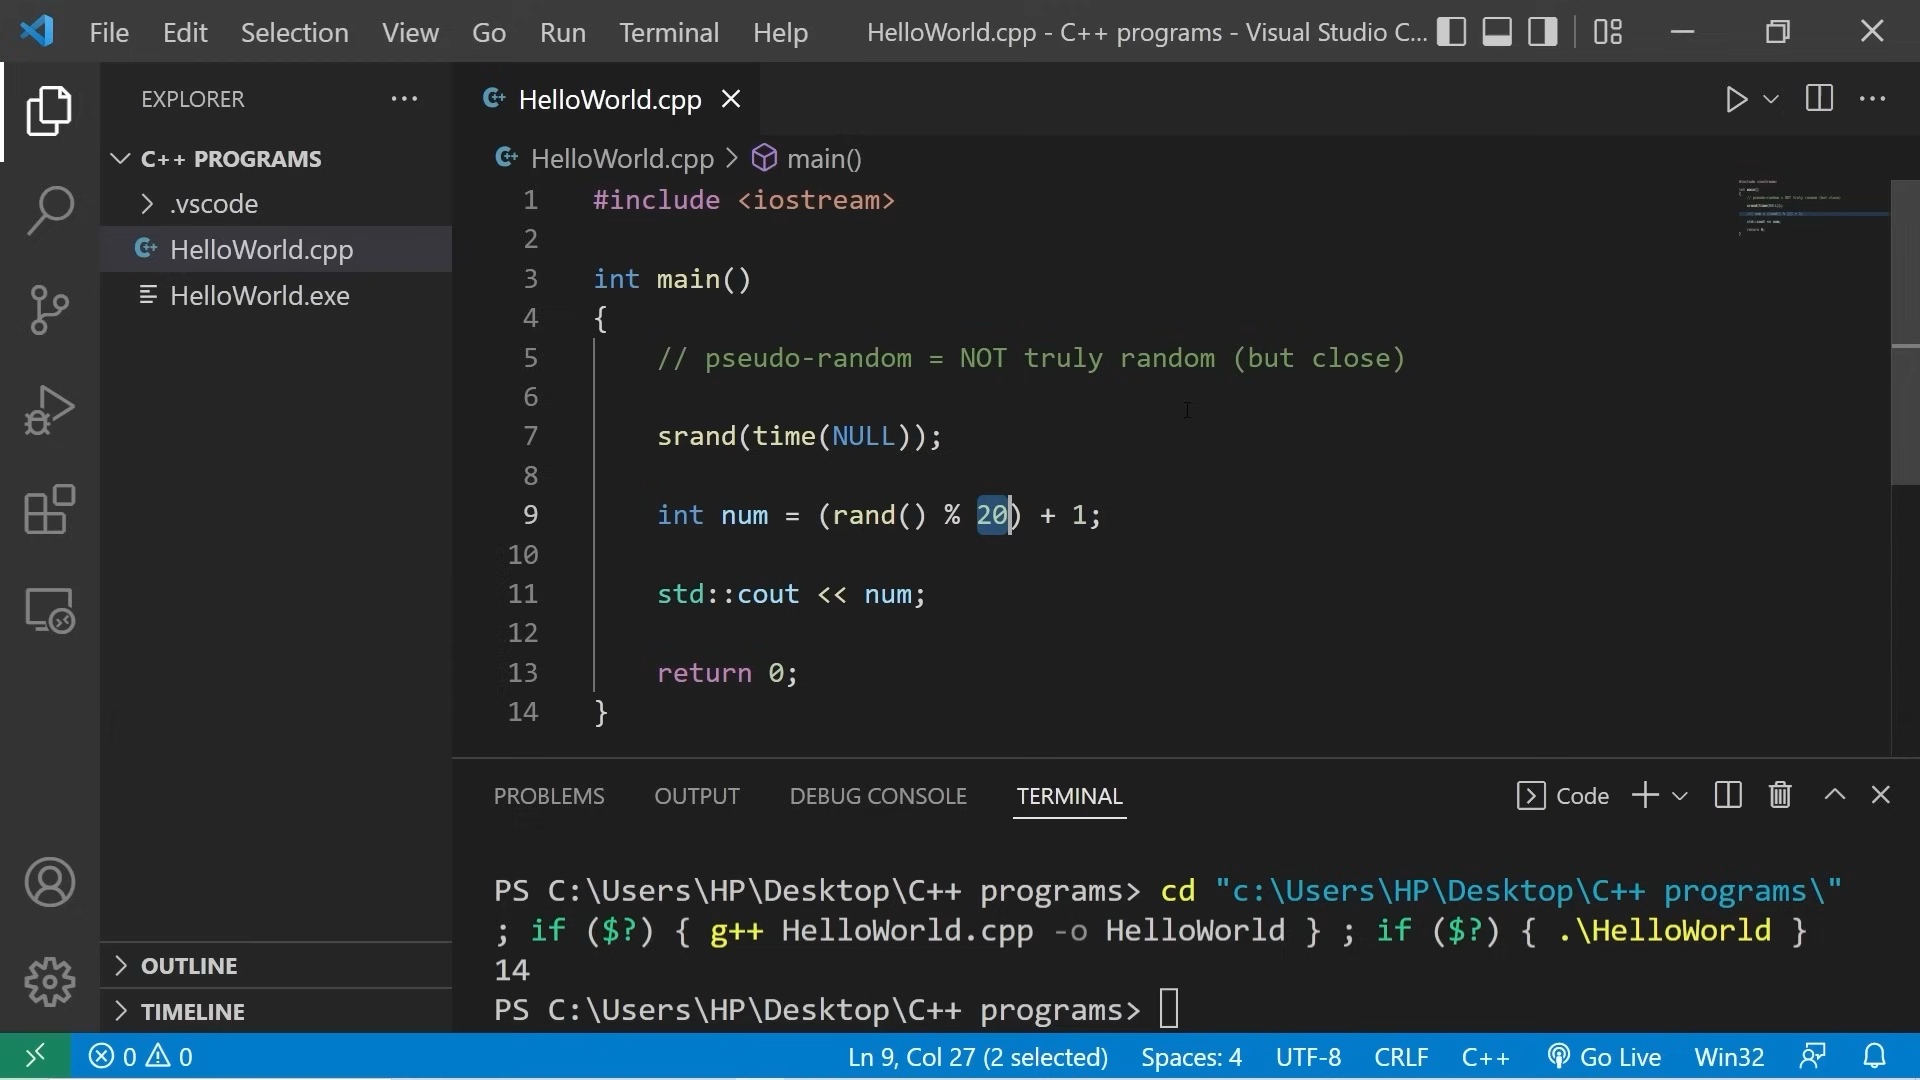 File Edit Selection View Go Run Terminal Help HelloWorld.cpp - C++ programs - Visual Studio C...
EXPLORER
C++ PROGRAMS
.vscode
HelloWorld.cpp
HelloWorld.exe
OUTLINE
TIMELINE
HelloWorld.cpp
HelloWorld.cpp > main()
1 #include <iostream>
2
3 int main()
4 {
5 // pseudo-random = NOT truly random (but close)
6
7 srand(time(NULL));
8
9 int num = (rand() % 20) + 1;
10
11 std::cout << num;
12
13 return 0;
14 }
PROBLEMS OUTPUT DEBUG CONSOLE TERMINAL Code
PS C:\Users\HP\Desktop\C++ programs> cd "c:\Users\HP\Desktop\C++ programs\"
; if ($?) { g++ HelloWorld.cpp -o HelloWorld } ; if ($?) { .\HelloWorld }
14
PS C:\Users\HP\Desktop\C++ programs>
0 0 Ln 9, Col 27 (2 selected) Spaces: 4 UTF-8 CRLF C++ Go Live Win32